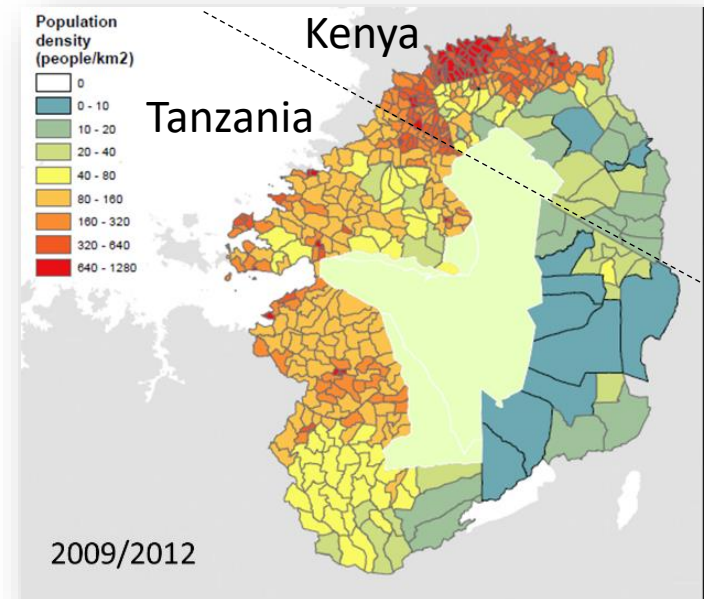 Population
density
(people/km2)
0
0 - 10
10 - 20
20 - 40
40 - 80
80 - 160
160 - 320
320 - 640
640 - 1280
Kenya
Tanzania
2009/2012